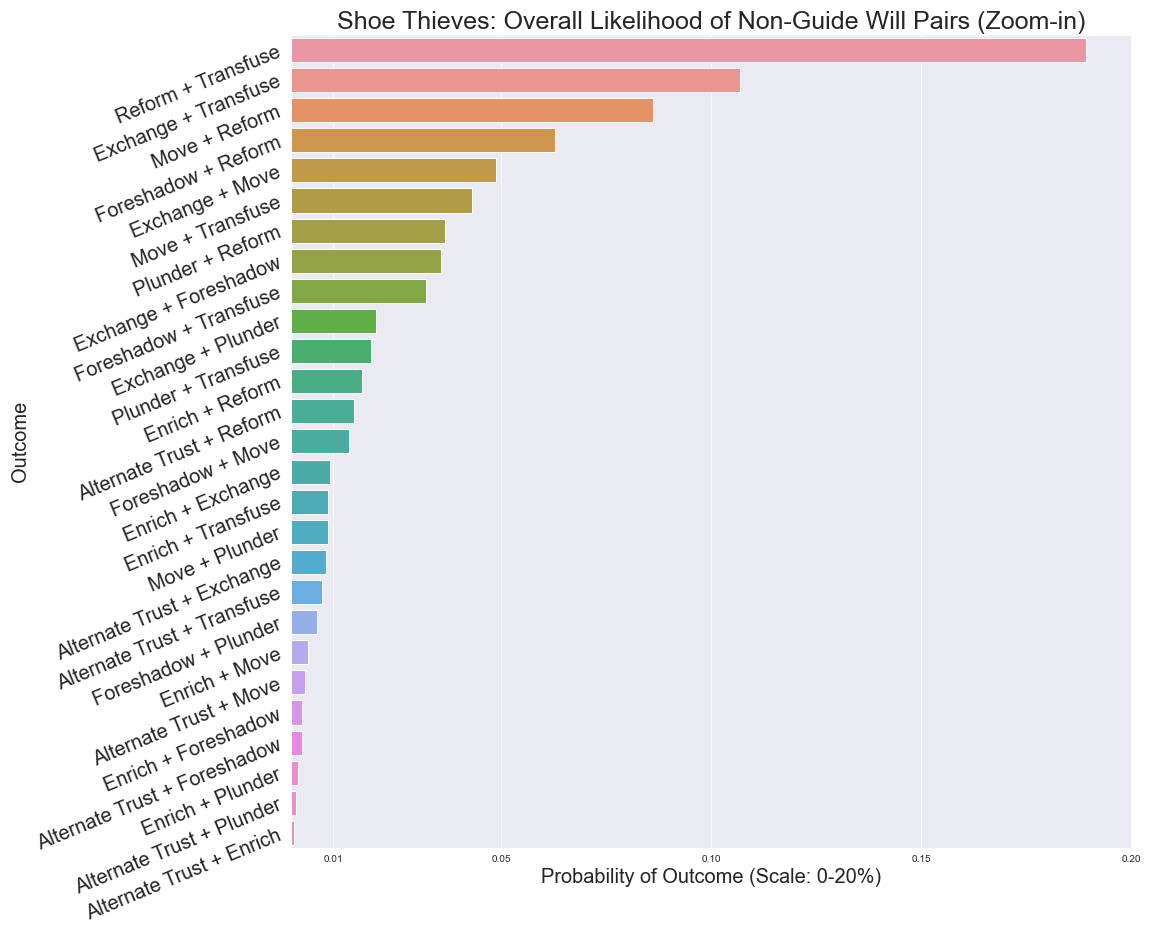 Shoe Thieves: Overall Likelihood of Non-Guide Will Pairs (Zoom-in)
Outcome
Reform + Transfuse
Exchange + Transfuse
Move + Reform
Foreshadow + Reform
Exchange + Move
Move + Transfuse
Plunder + Reform
Exchange + Foreshadow
Foreshadow + Transfuse
Exchange + Plunder
Plunder + Transfuse
Enrich + Reform
Alternate Trust + Reform
Foreshadow + Move
Enrich + Exchange
Enrich + Transfuse
Move + Plunder
Alternate Trust + Exchange
Alternate Trust + Transfuse
Foreshadow + Plunder
Enrich + Move
Alternate Trust + Move
Enrich + Foreshadow
Alternate Trust + Foreshadow
Enrich + Plunder
Alternate Trust + Plunder
Alternate Trust + Enrich
0.01 0.05 0.10 0.15 0.20
Probability of Outcome (Scale: 0-20%)